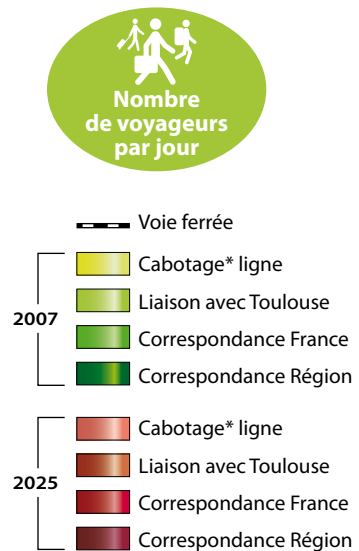 Nombre
de voyageurs
par jour
Voie ferrée
2007
Cabotage* ligne
Liaison avec Toulouse
Correspondance France
Correspondance Région
2025
Cabotage* ligne
Liaison avec Toulouse
Correspondance France
Correspondance Région